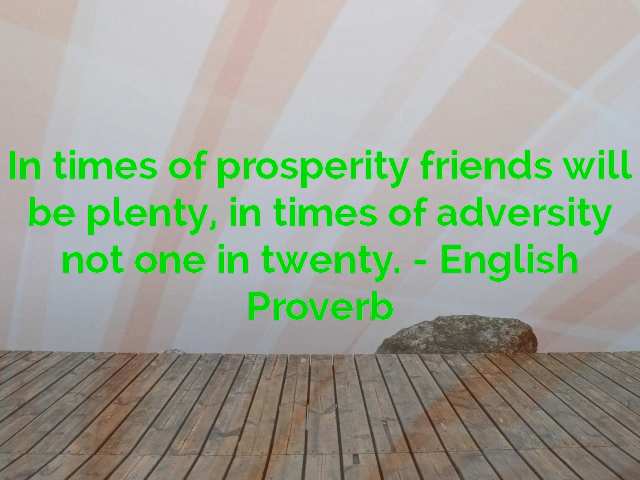 In times of prosperity friends will
be plenty, in times of adversity
not one in twenty. - English
Proverb